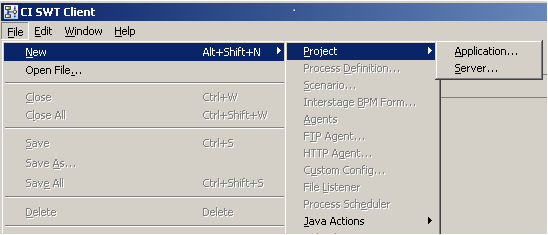 CI SWT Client
File Edit Window Help
New Alt+Shift+N
Open File...
Close Ctrl+W
Close All Ctrl+Shift+W
Save Ctrl+S
Save As...
Save All Ctrl+Shift+S
Delete Delete
Project
Process Definition...
Scenario...
Interstage BPM Form...
Agents
FTP Agent...
HTTP Agent...
Custom Config...
File Listener
Process Scheduler
Java Actions
Application...
Server...